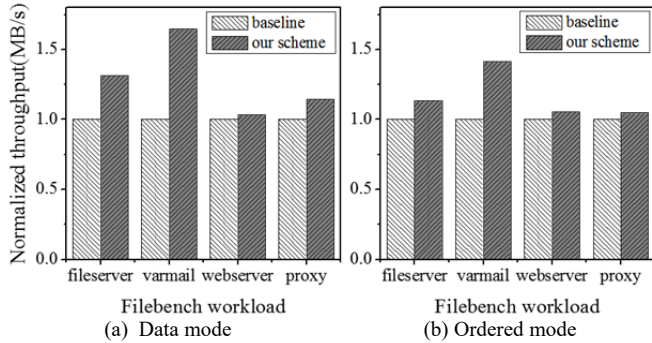 Normalized throughput(MB/s)
1.5
1.0
0.5
0.0
baseline
our scheme
fileserver varmail webserver proxy
Filebench workload
(a) Data mode
1.5
1.0
0.5
0.0
baseline
our scheme
fileserver varmail webserver proxy
Filebench workload
(b) Ordered mode